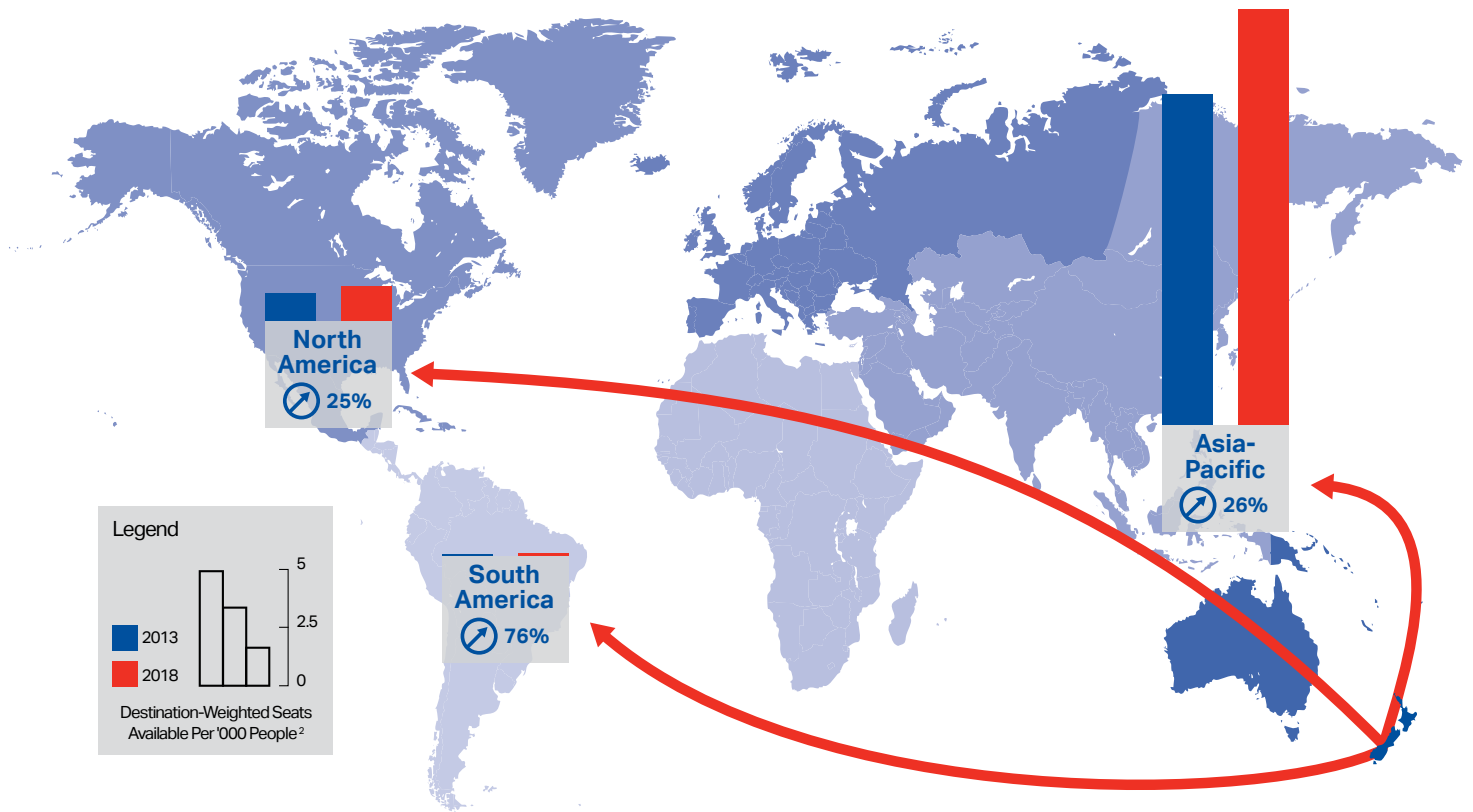 North
America
25%
Asia-
Pacific
26%
South
America
76%
Legend
5
2.5
0
2013
2018
Destination-Weighted Seats
Available Per '000 People ²